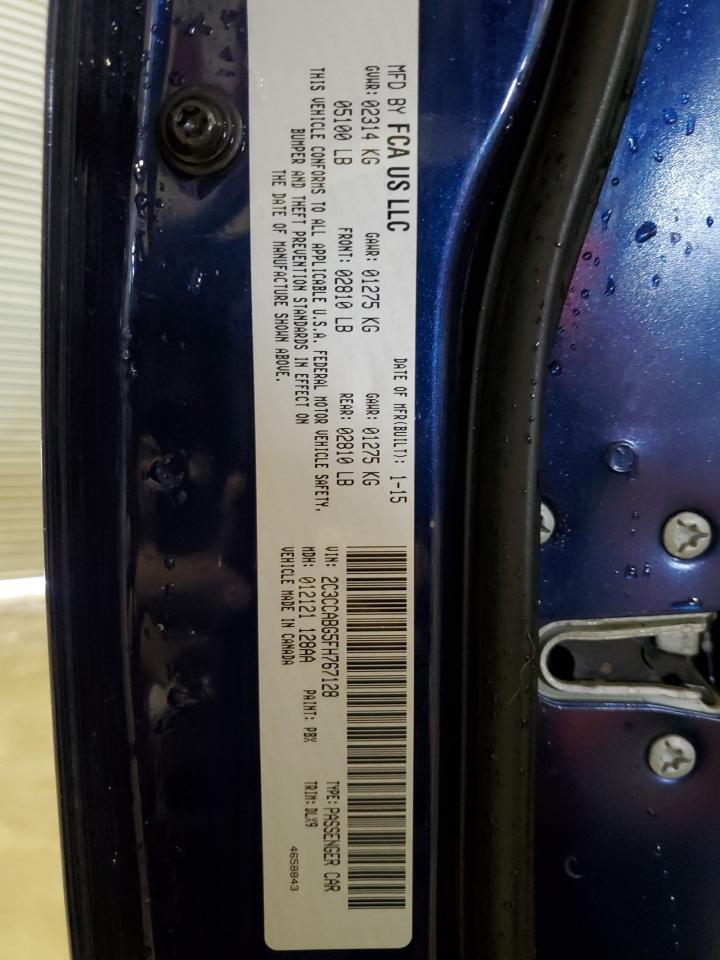 MFD BY FCA US LLC
DATE OF MFR(BUILT): 1-15
GVWR: 02314 KG GAWR: 01275 KG GAWR: 01275 KG
05100 LB FRONT: 02810 LB REAR: 02810 LB
THIS VEHICLE CONFORMS TO ALL APPLICABLE U.S.A. FEDERAL MOTOR VEHICLE SAFETY,
BUMPER AND THEFT PREVENTION STANDARDS IN EFFECT ON
THE DATE OF MANUFACTURE SHOWN ABOVE.
VIN: 2C3CCABG5FH767128 TYPE: PASSENGER CAR
MDH: 012121 128AA PAINT: PBX TRIM: DLX9
VEHICLE MADE IN CANADA
4658843